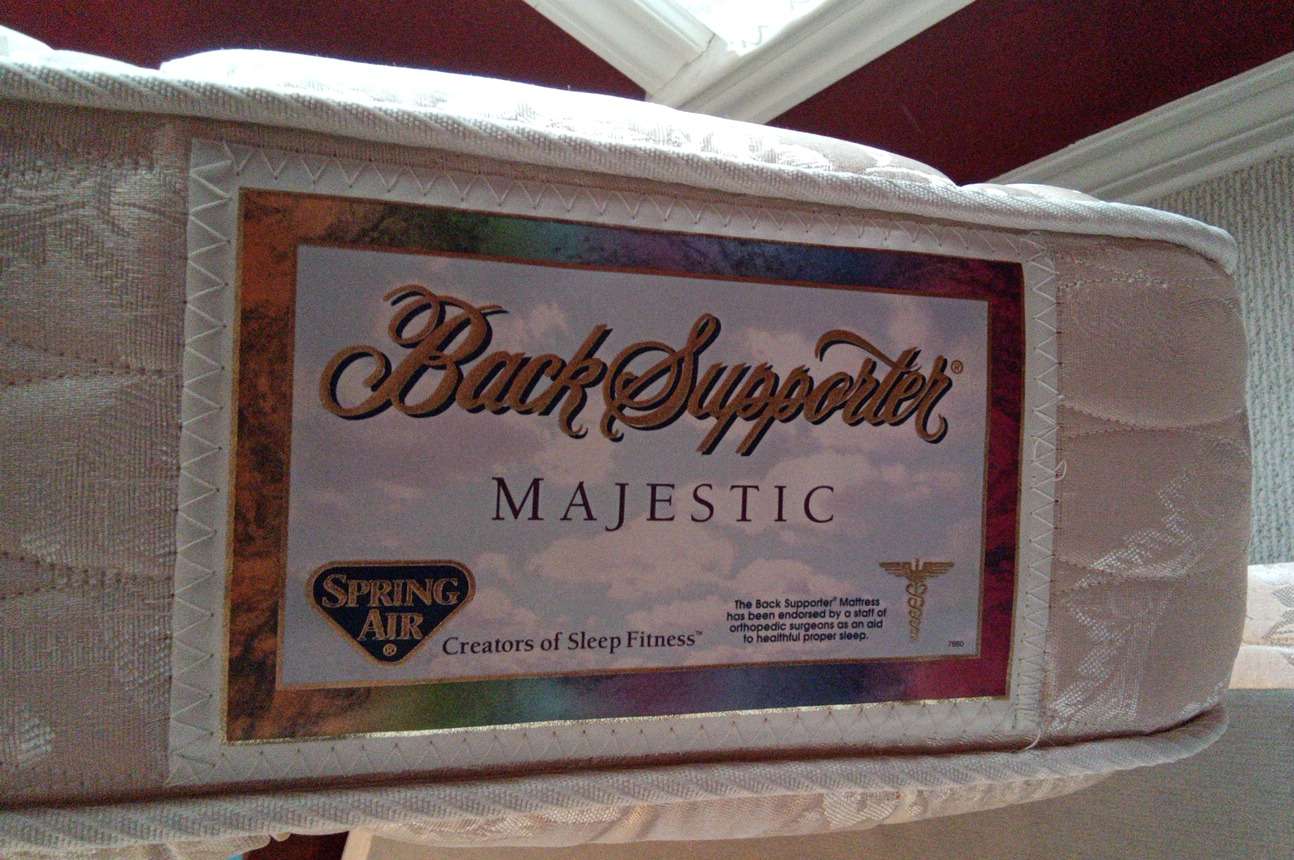 Back Supporter®
MAJESTIC
SPRING
AIR
®
Creators of Sleep Fitness™
The Back Supporter® Mattress
has been endorsed by a staff of
orthopedic surgeons as an aid
to healthful proper sleep.
7660